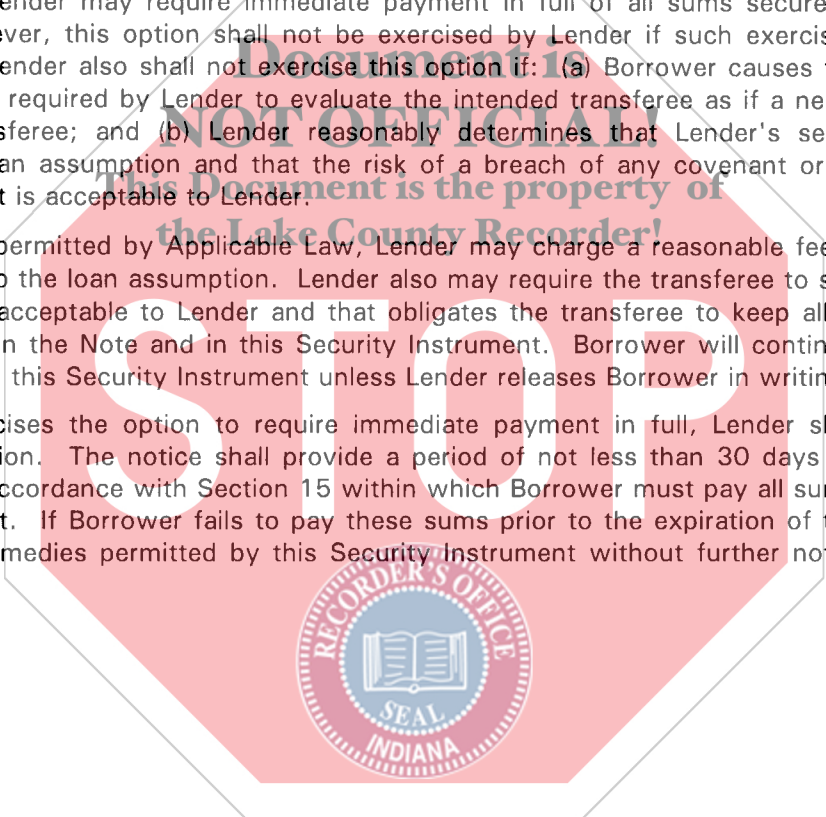 ender may require immediate payment in full of all sums secure
ver, this option shall not be exercised by Lender if such exercis
Document is
ender also shall not exercise this option if: (a) Borrower causes
required by Lender to evaluate the intended transferee as if a ne
NOT OFFICIAL!
sferee; and (b) Lender reasonably determines that Lender's se
an assumption and that the risk of a breach of any covenant or
This Document is the property of
t is acceptable to Lender.
the Lake County Recorder!
permitted by Applicable Law, Lender may charge a reasonable fee
o the loan assumption. Lender also may require the transferee to s
acceptable to Lender and that obligates the transferee to keep all
n the Note and in this Security Instrument. Borrower will contin
this Security Instrument unless Lender releases Borrower in writin
STOP
cises the option to require immediate payment in full, Lender s
ion. The notice shall provide a period of not less than 30 days
ccordance with Section 15 within which Borrower must pay all su
t. If Borrower fails to pay these sums prior to the expiration of
medies permitted by this Security Instrument without further not
RECORDER'S OFFICE
SEAL
INDIANA